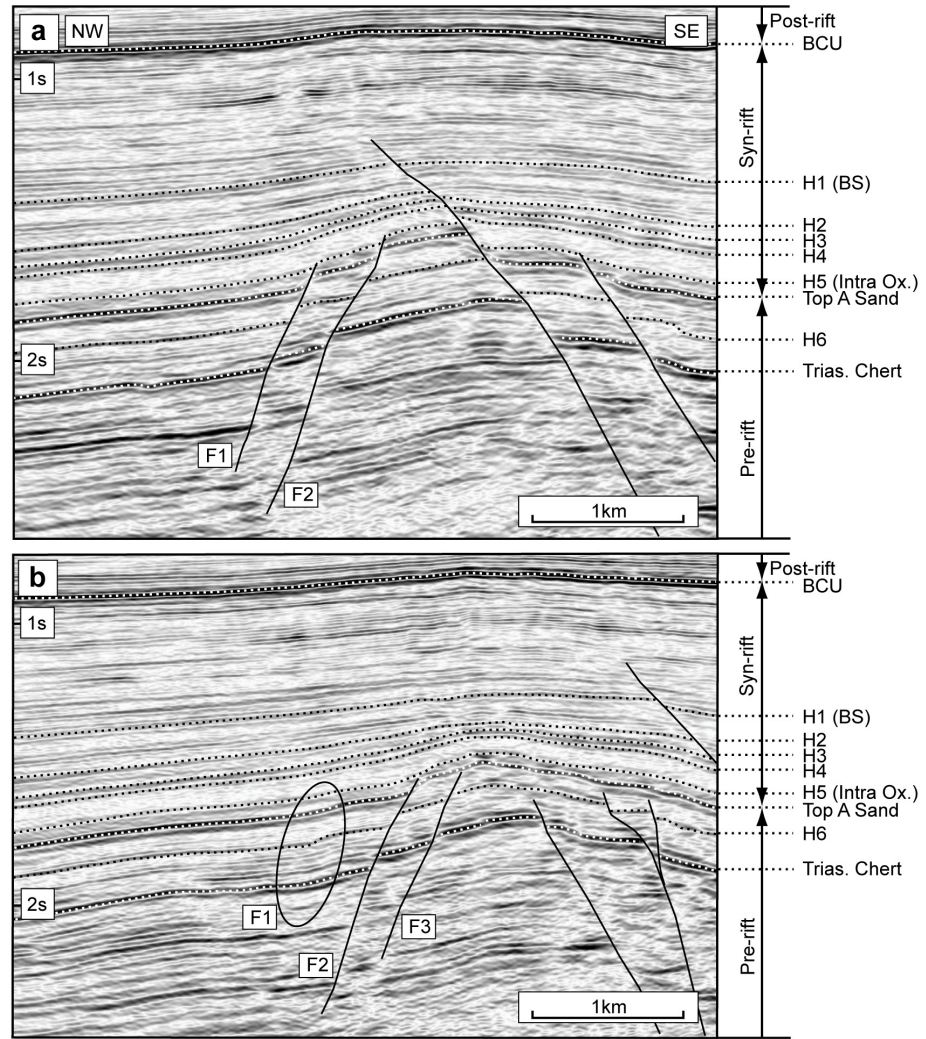 a NW SE
Post-rift
BCU
1s
Syn-rift
H1 (BS)
H2
H3
H4
H5 (Intra Ox.)
Top A Sand
2s
H6
Trias. Chert
Pre-rift
F1
F2
1km
b
Post-rift
BCU
1s
Syn-rift
H1 (BS)
H2
H3
H4
H5 (Intra Ox.)
Top A Sand
H6
Trias. Chert
2s
F1
F3
Pre-rift
F2
1km